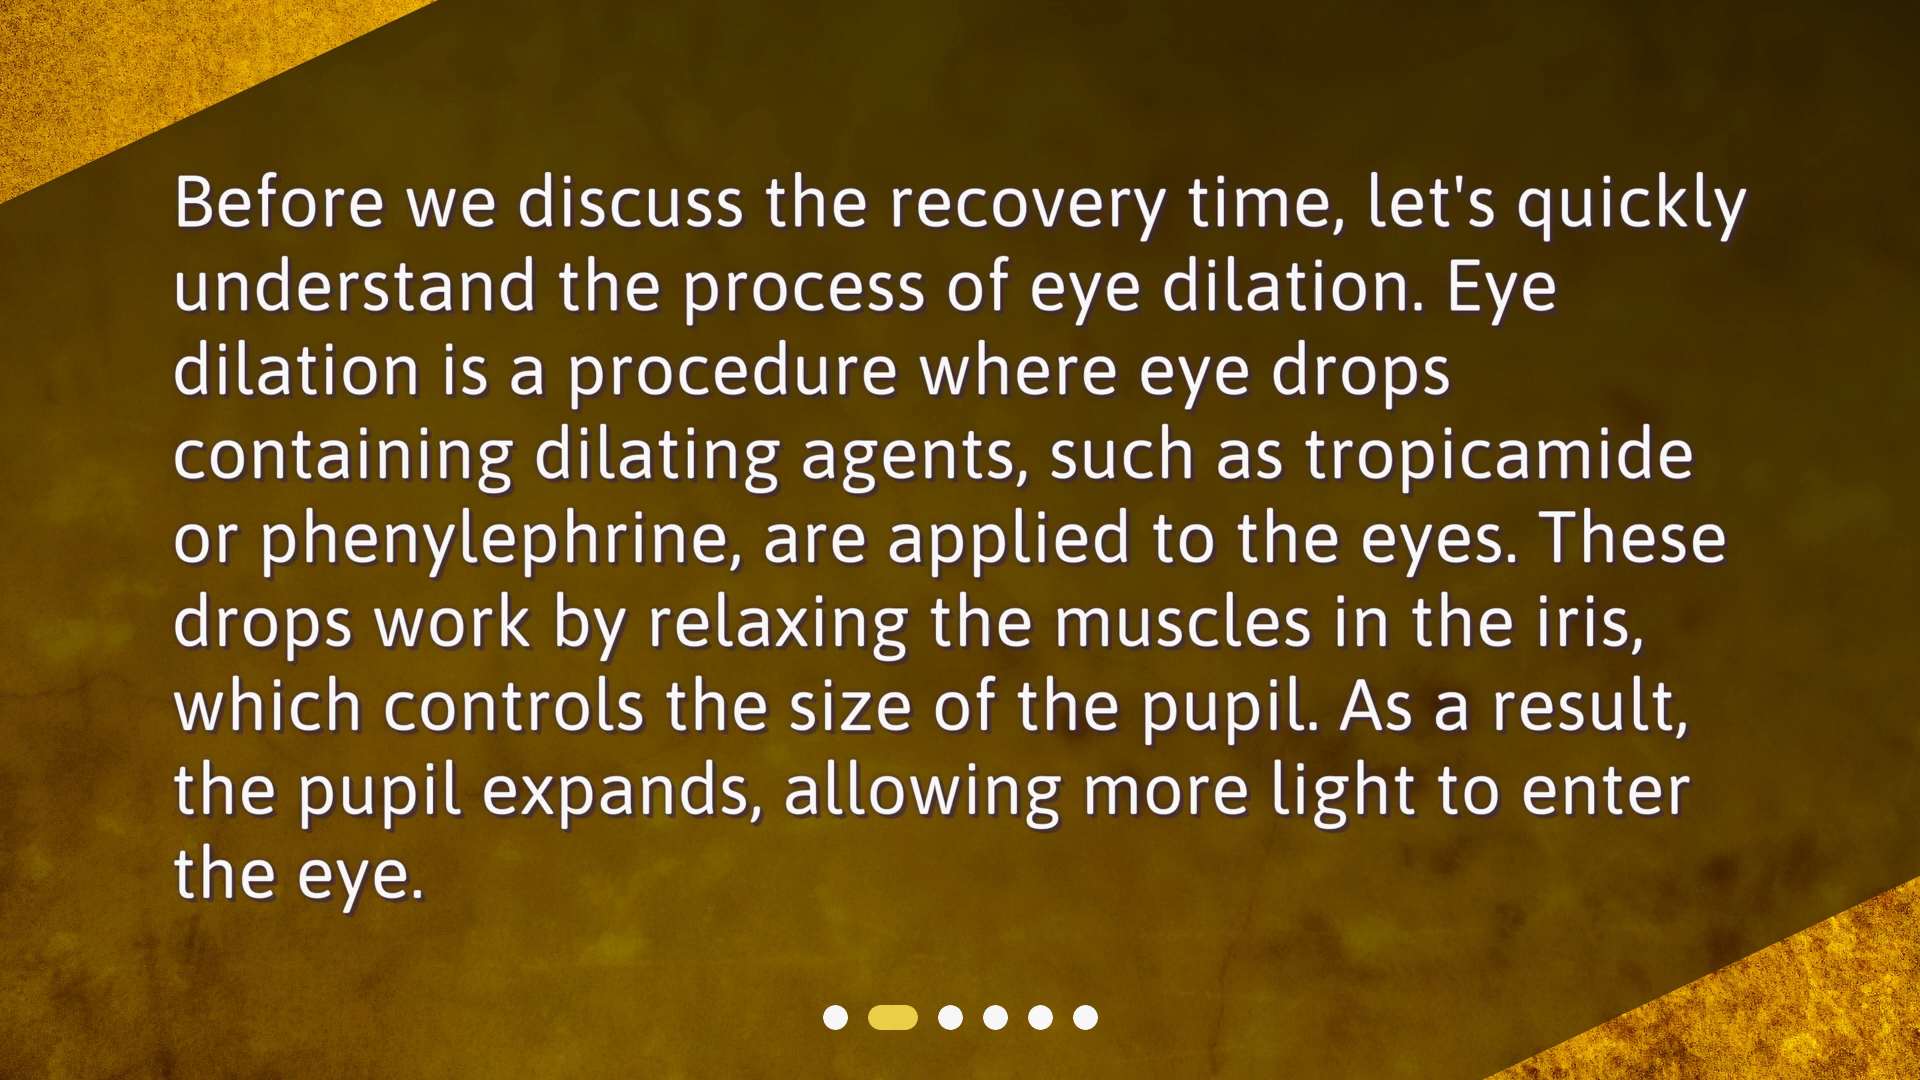 Before we discuss the recovery time, let's quickly
understand the process of eye dilation. Eye
dilation is a procedure where eye drops
containing dilating agents, such as tropicamide
or phenylephrine, are applied to the eyes. These
drops work by relaxing the muscles in the iris,
which controls the size of the pupil. As a result,
the pupil expands, allowing more light to enter
the eye.